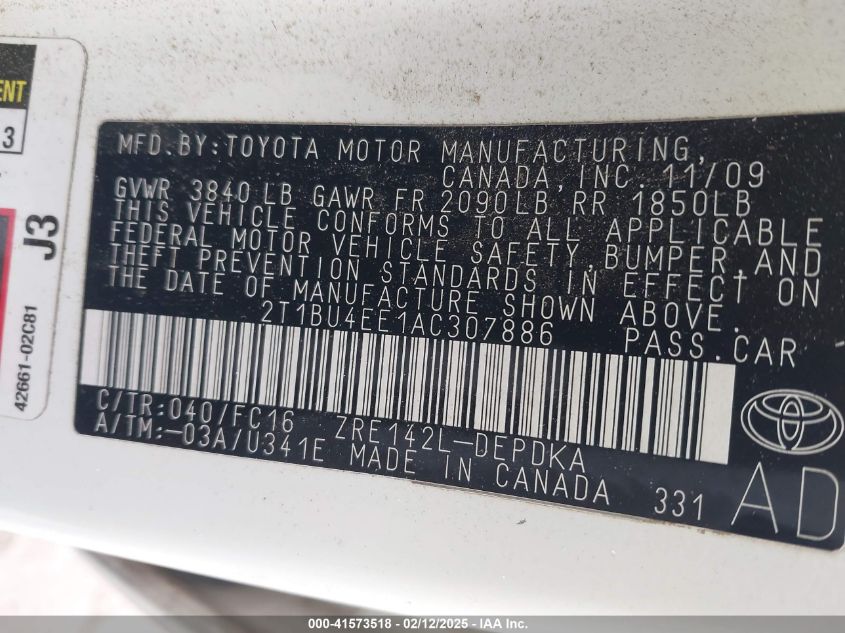 ENT
3
J3
42661-02C81
MFD.BY:TOYOTA MOTOR MANUFACTURING,
CANADA, INC. 11/09
GVWR 3840 LB GAWR FR 2090LB RR 1850LB
THIS VEHICLE CONFORMS TO ALL APPLICABLE
FEDERAL MOTOR VEHICLE SAFETY,BUMPER,AND
THEFT PREVENTION STANDARDS IN EFFECT ON
THE DATE OF MANUFACTURE SHOWN ABOVE.
2T1BU4EE1AC307886 PASS.CAR
C/TR:040/FC16 ZRE142L-DEPDKA
A/TM:-03A/U341E MADE IN CANADA 331
AD
000-41573518 - 02/12/2025 - IAA Inc.